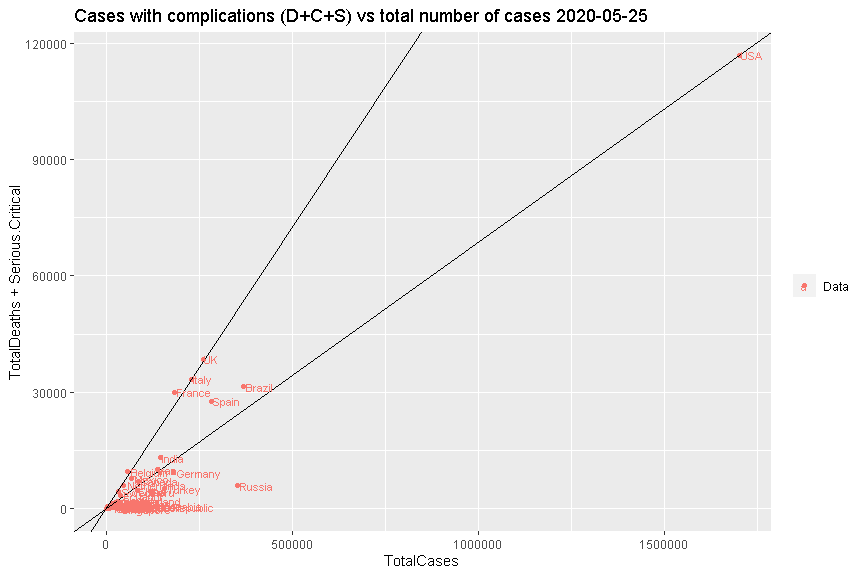 Cases with complications (D+C+S) vs total number of cases 2020-05-25
120000
90000
60000
30000
0
TotalDeaths + Serious.Critical
USA
UK
Italy
France
Brazil
Spain
India
Belgium
Germany
Turkey
Russia
0
500000
1000000
1500000
TotalCases
a Data